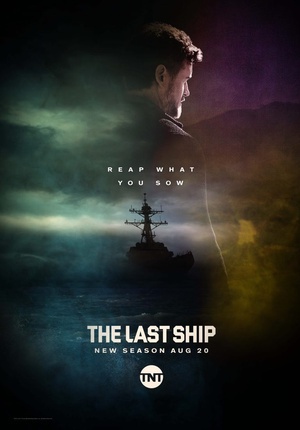 REAP WHAT
YOU SOW
THE LAST SHIP
NEW SEASON AUG 20
TNT